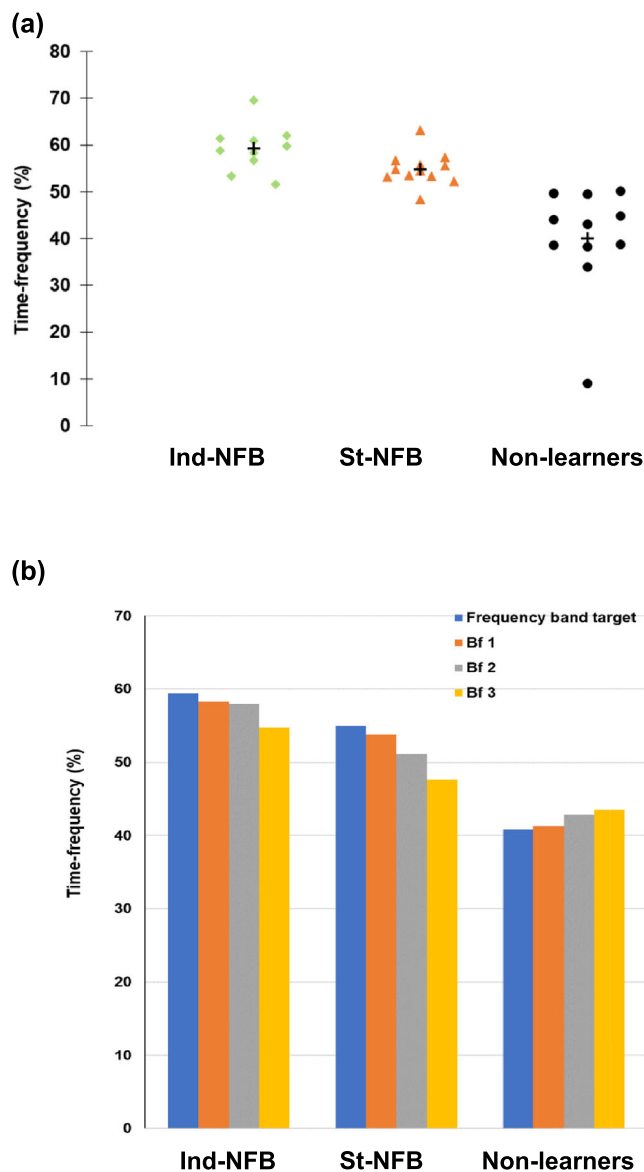 (a)
80
70
60
50
40
30
20
10
0
Time-frequency (%)
Ind-NFB St-NFB Non-learners
(b)
70
60
50
40
30
20
10
0
Time-frequency (%)
Frequency band target
Bf 1
Bf 2
Bf 3
Ind-NFB St-NFB Non-learners